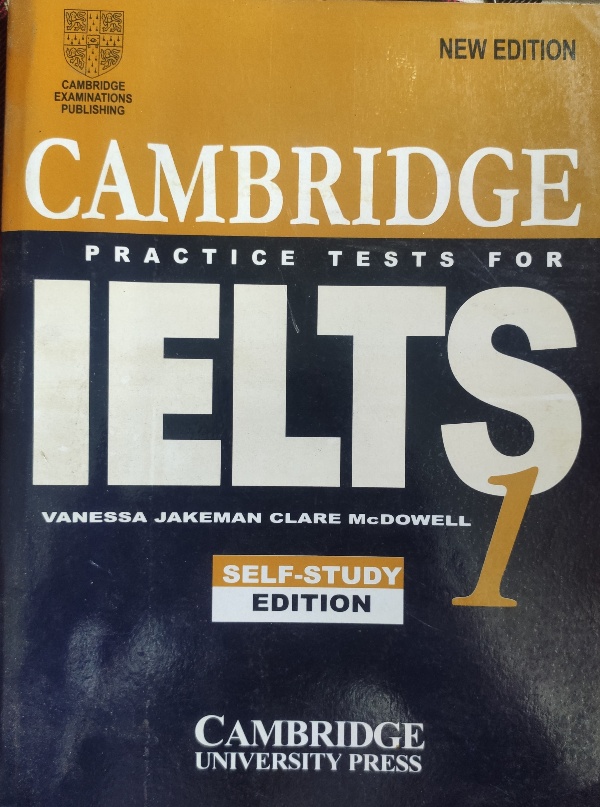 CAMBRIDGE
EXAMINATIONS
PUBLISHING
NEW EDITION
CAMBRIDGE
PRACTICE TESTS FOR
IELTS
1
VANESSA JAKEMAN CLARE McDOWELL
SELF-STUDY
EDITION
CAMBRIDGE
UNIVERSITY PRESS